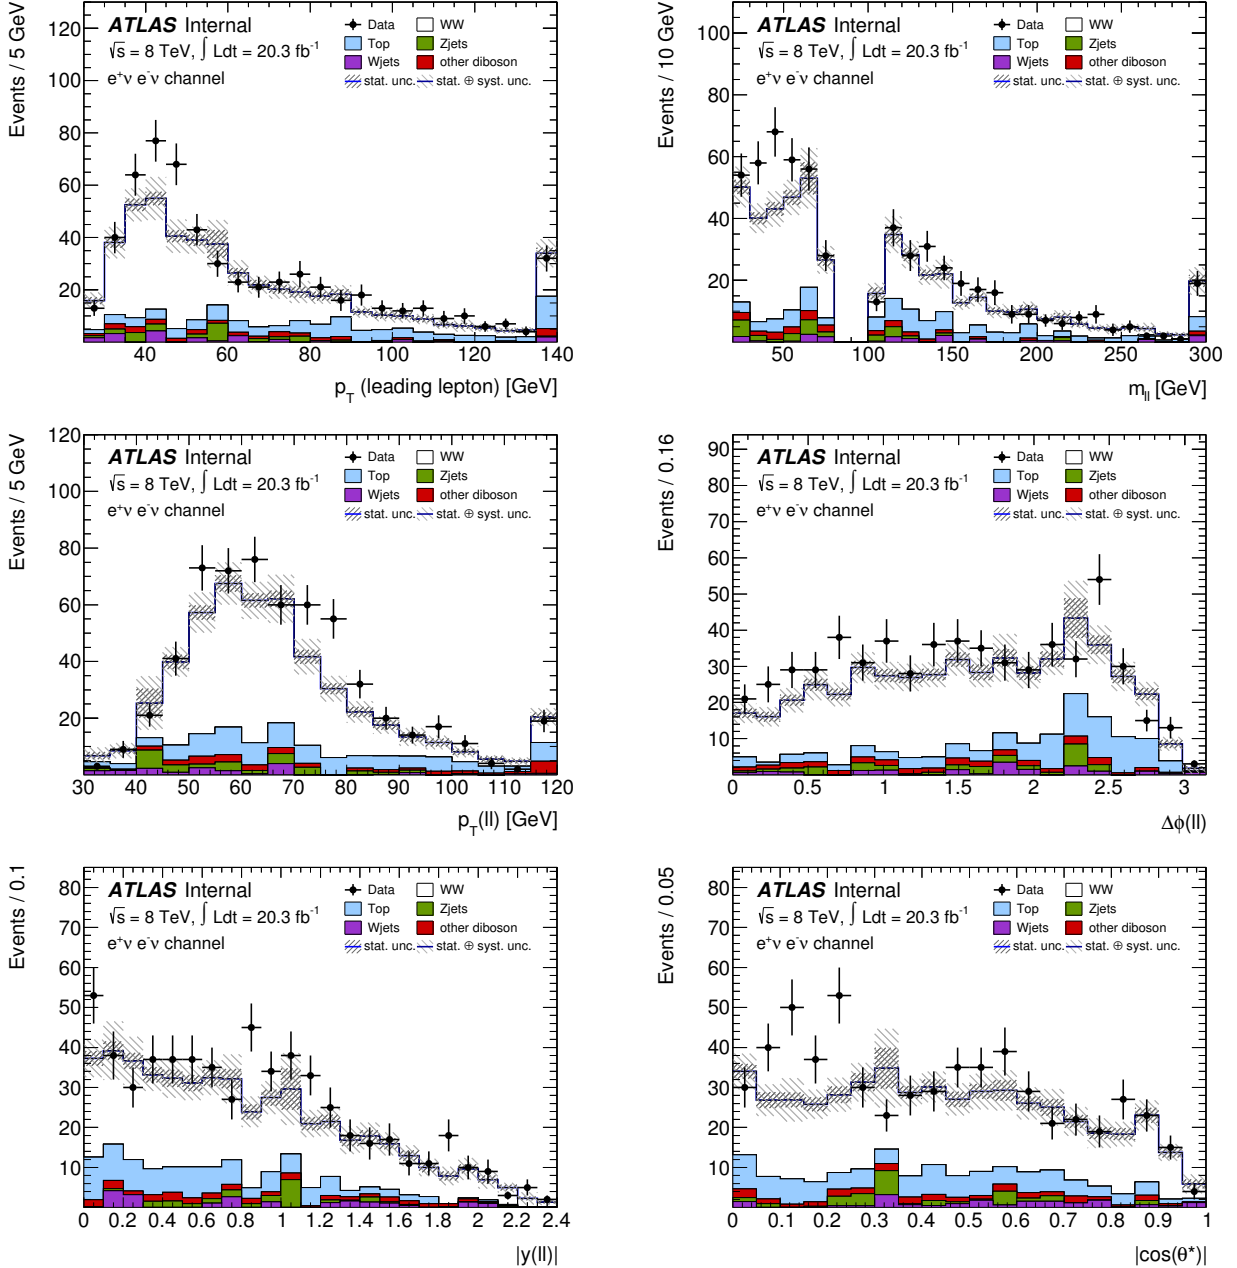 Events / 5 GeV
120
100
80
60
40
20
ATLAS Internal
√s = 8 TeV, ∫ Ldt = 20.3 fb⁻¹
e⁺ν e⁻ν channel
Data
WW
Top
Zjets
Wjets
other diboson
stat. unc.
stat. ⊕ syst. unc.
40 60 80 100 120 140
p_T (leading lepton) [GeV]
Events / 10 GeV
100
80
60
40
20
ATLAS Internal
√s = 8 TeV, ∫ Ldt = 20.3 fb⁻¹
e⁺ν e⁻ν channel
Data
WW
Top
Zjets
Wjets
other diboson
stat. unc.
stat. ⊕ syst. unc.
50 100 150 200 250 300
m_ll [GeV]
Events / 5 GeV
120
100
80
60
40
20
ATLAS Internal
√s = 8 TeV, ∫ Ldt = 20.3 fb⁻¹
e⁺ν e⁻ν channel
Data
WW
Top
Zjets
Wjets
other diboson
stat. unc.
stat. ⊕ syst. unc.
30 40 50 60 70 80 90 100 110 120
p_T(ll) [GeV]
Events / 0.16
90
80
70
60
50
40
30
20
10
ATLAS Internal
√s = 8 TeV, ∫ Ldt = 20.3 fb⁻¹
e⁺ν e⁻ν channel
Data
WW
Top
Zjets
Wjets
other diboson
stat. unc.
stat. ⊕ syst. unc.
0 0.5 1 1.5 2 2.5 3
Δϕ(ll)
Events / 0.1
80
70
60
50
40
30
20
10
ATLAS Internal
√s = 8 TeV, ∫ Ldt = 20.3 fb⁻¹
e⁺ν e⁻ν channel
Data
WW
Top
Zjets
Wjets
other diboson
stat. unc.
stat. ⊕ syst. unc.
0 0.2 0.4 0.6 0.8 1 1.2 1.4 1.6 1.8 2 2.2 2.4
|y(ll)|
Events / 0.05
80
70
60
50
40
30
20
10
ATLAS Internal
√s = 8 TeV, ∫ Ldt = 20.3 fb⁻¹
e⁺ν e⁻ν channel
Data
WW
Top
Zjets
Wjets
other diboson
stat. unc.
stat. ⊕ syst. unc.
0 0.1 0.2 0.3 0.4 0.5 0.6 0.7 0.8 0.9 1
|cos(θ*)|